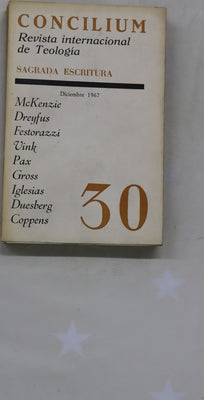 CONCILIUM
Revista internacional
de Teología
SAGRADA ESCRITURA
Diciembre 1967
McKenzie
Dreyfus
Festorazzi
Vink
Pax
Gross
Iglesias
Duesberg
Coppens
30